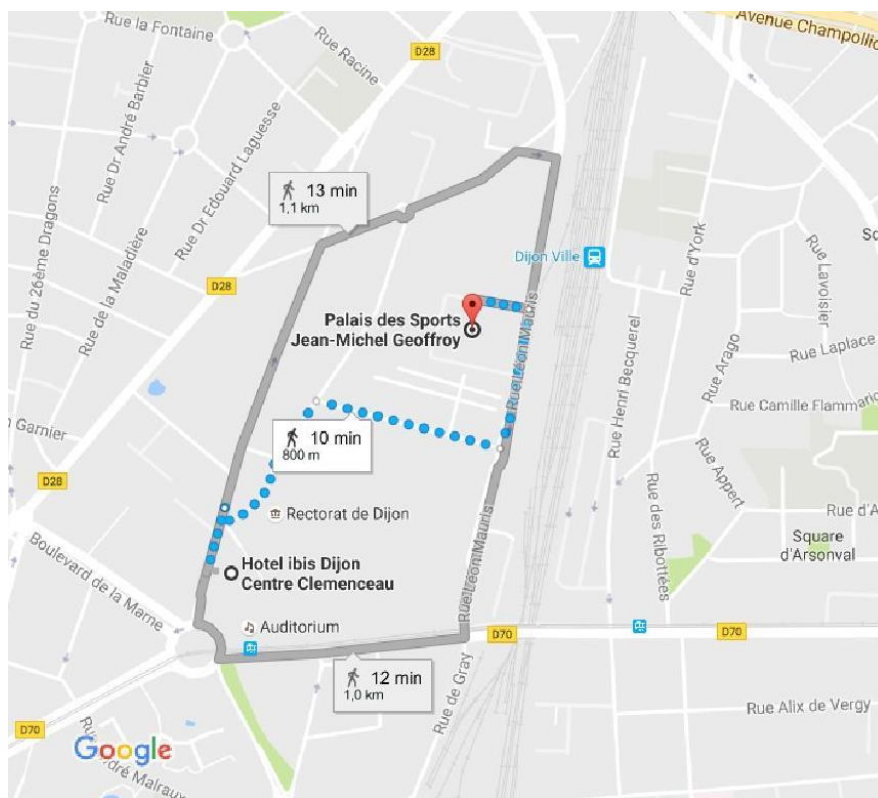 Rue la Fontaine
Avenue Champollio
Rue Racine
D28
Rue Dr André Barbier
Rue Dr Edouard Laguesse
13 min
1,1 km
Rue d'York
Sq
Dijon Ville
Rue Lavoisier
Rue du 26ème Dragons
Rue de la Maladière
D28
Palais des Sports
Jean-Michel Geoffroy
Rue Léon Mauris
Rue Henri Becquerel
Rue Arago
Rue Laplace
Rue Camille Flammario
n Garnier
10 min
800 m
Rue Appert
D28
Rectorat de Dijon
Rue Léon Mauris
Rue des Ribottées
Rue d'A
Square
d'Arsonval
Boulevard de la Marne
Hotel ibis Dijon
Centre Clemenceau
Auditorium
D70
D70
12 min
1,0 km
Rue de Gray
Rue Alix de Vergy
D70
Google
André Malraux